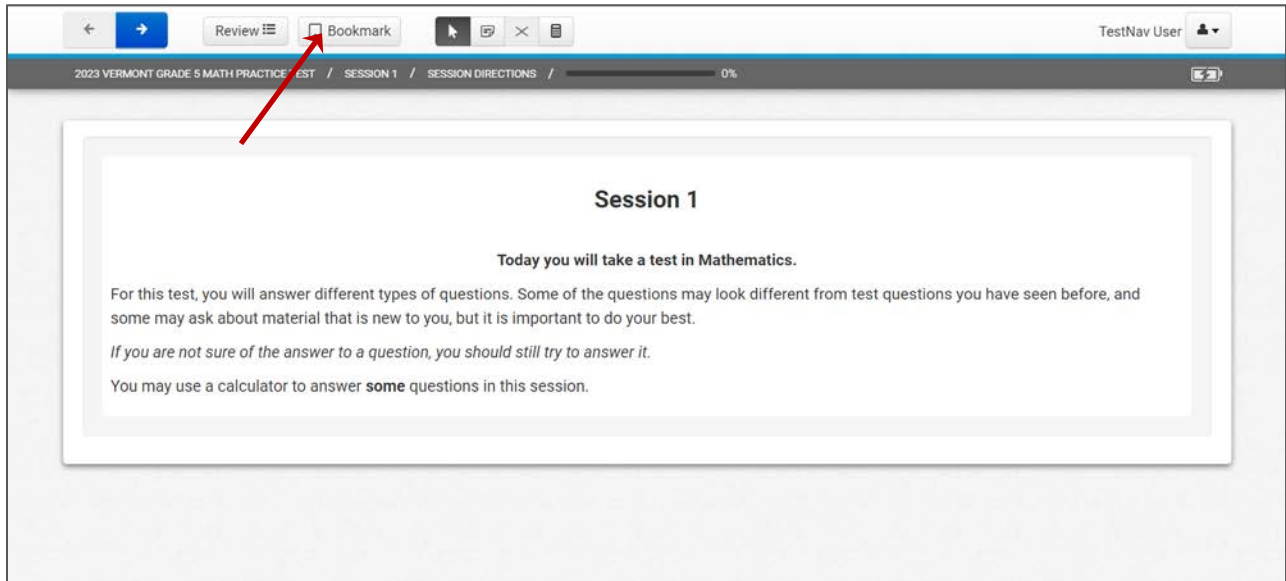 Review Bookmark TestNav User
2023 VERMONT GRADE 5 MATH PRACTICE TEST / SESSION 1 / SESSION DIRECTIONS / 0%
Session 1
Today you will take a test in Mathematics.
For this test, you will answer different types of questions. Some of the questions may look different from test questions you have seen before, and
some may ask about material that is new to you, but it is important to do your best.
If you are not sure of the answer to a question, you should still try to answer it.
You may use a calculator to answer some questions in this session.